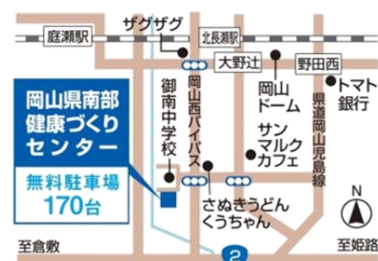 ザグザグ
庭瀬駅
北長瀬駅
大野辻
野田西
岡山県南部
健康づくり
センター
無料駐車場
170台
御南中学校
岡山西バイパス
岡山
ドーム
トマト
銀行
サン
マルク
カフェ
県道岡山児島線
さぬきうどん
くうちゃん
N
2
至倉敷
至姫路